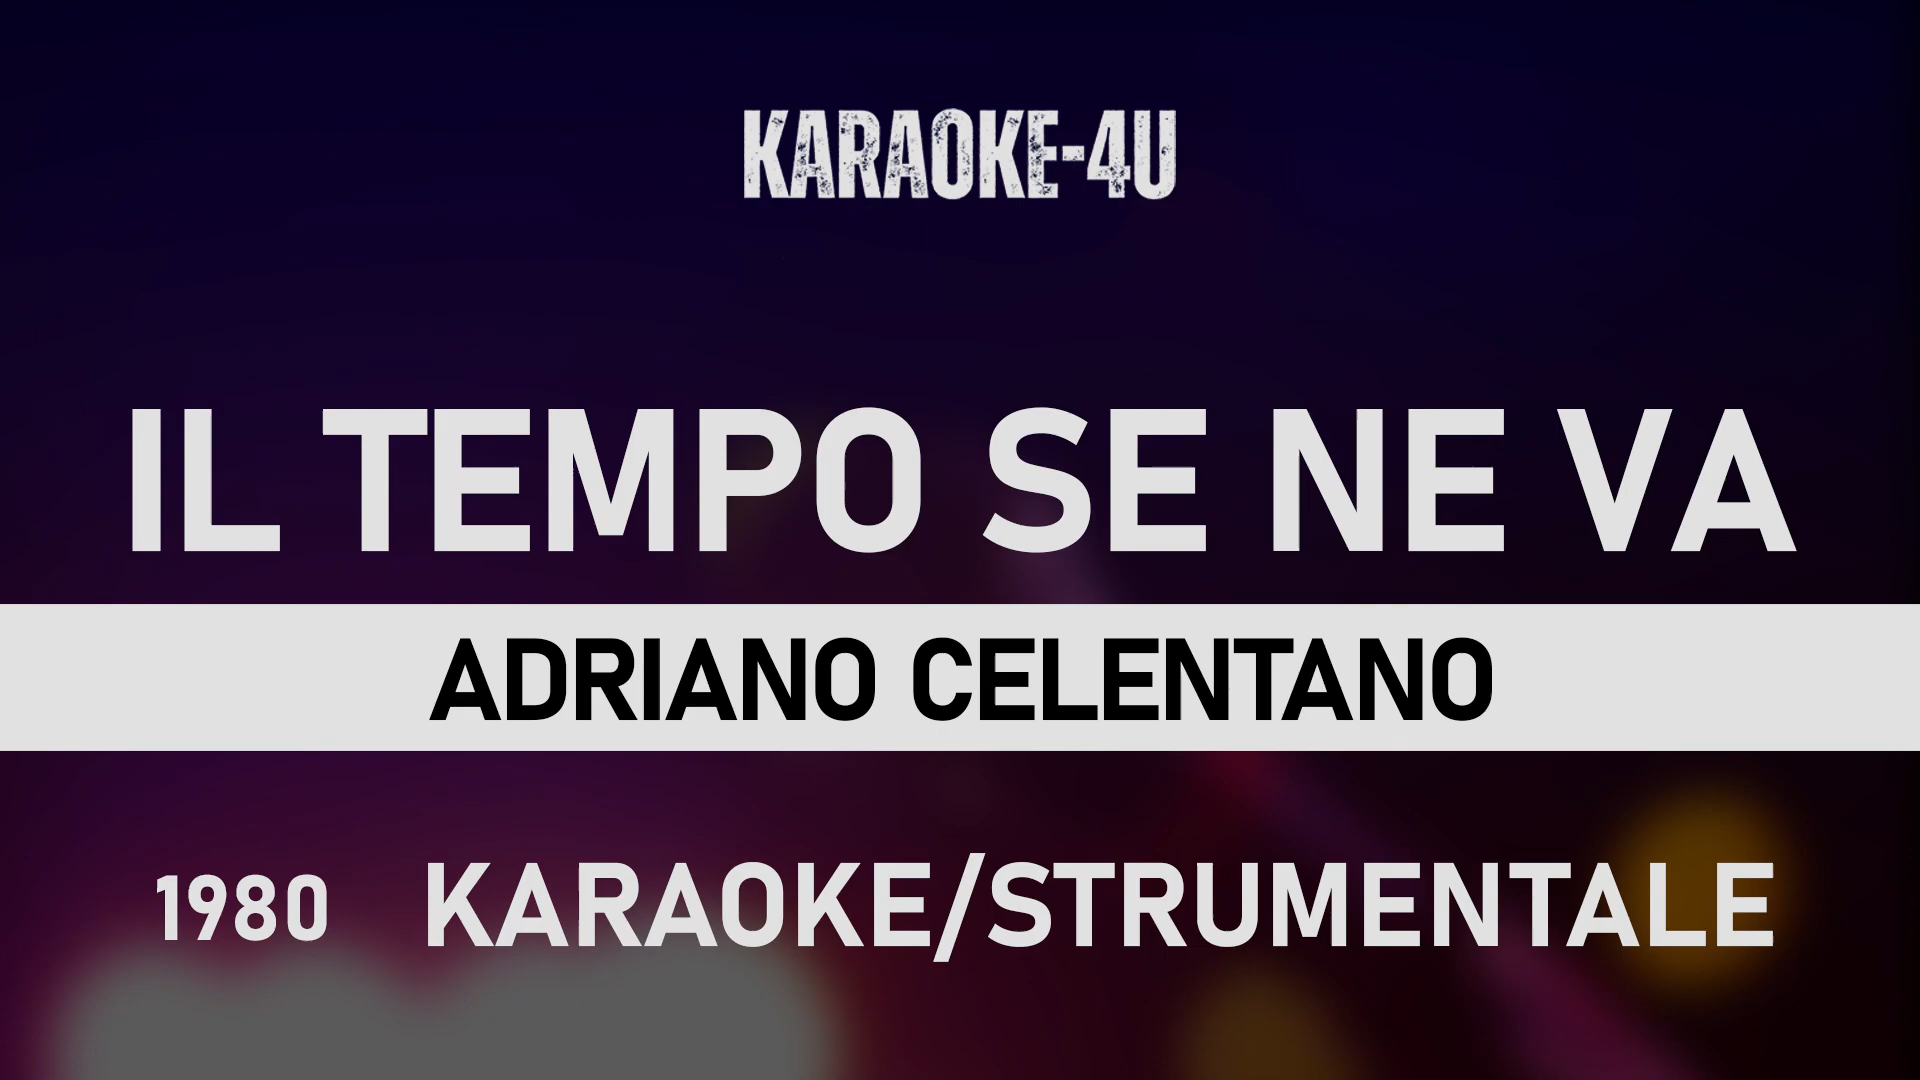 KARAOKE-4U
IL TEMPO SE NE VA
ADRIANO CELENTANO
1980 KARAOKE/STRUMENTALE